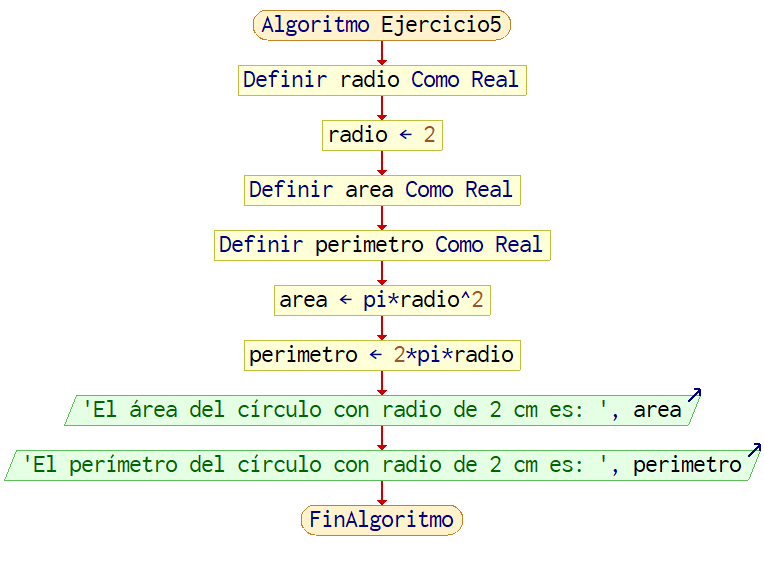 Algoritmo Ejercicio5
Definir radio Como Real
radio ← 2
Definir area Como Real
Definir perimetro Como Real
area ← pi*radio^2
perimetro ← 2*pi*radio
'El área del círculo con radio de 2 cm es: ', area
'El perímetro del círculo con radio de 2 cm es: ', perimetro
FinAlgoritmo